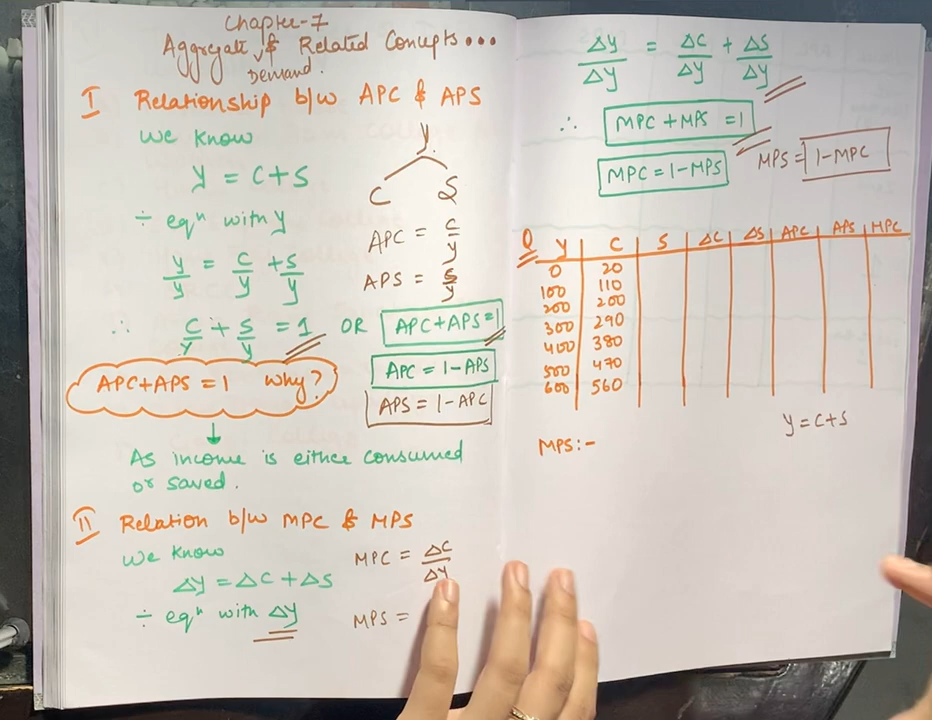 Chapter-7
Aggregate & Related Concepts...
Demand.
I Relationship b/w APC & APS
We know
y = C+S
÷ eqⁿ with y
y/y = C/y + S/y
∴ C/y + S/y = 1 OR APC+APS=1
y
C S
APC = C/y
APS = S/y
APC = 1-APS
APS = 1-APC
APC+APS = 1 why?
As income is either consumed
or saved.
II Relation b/w MPC & MPS
We know
Δy = ΔC + ΔS
÷ eqⁿ with Δy
MPC = ΔC/Δy
MPS =
Δy/Δy = ΔC/Δy + ΔS/Δy
∴ MPC + MPS = 1
MPC = 1-MPS
MPS = 1-MPC
Q y C S ΔC ΔS APC APS MPC
0 20
100 110
200 200
300 290
400 380
500 470
600 560
y = C+S
MPS:-